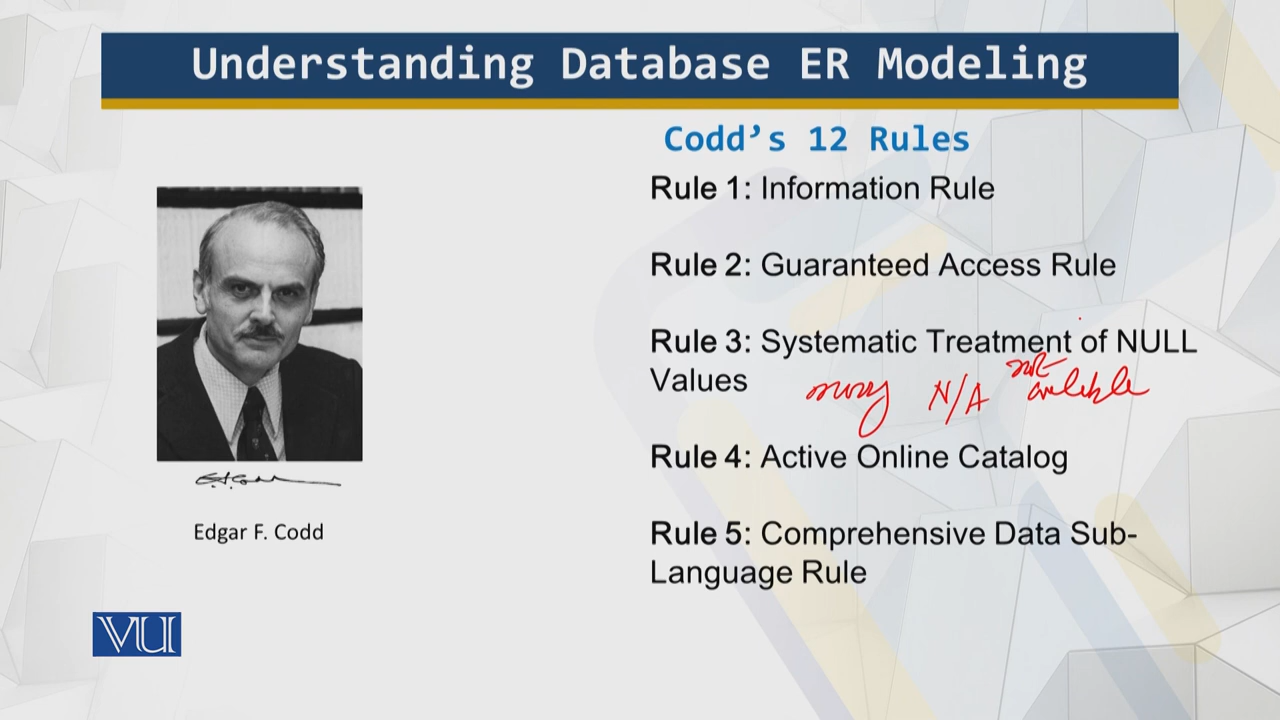 Understanding Database ER Modeling
Codd’s 12 Rules
Rule 1: Information Rule
Rule 2: Guaranteed Access Rule
Rule 3: Systematic Treatment of NULL
Values
N/A not
Rule 4: Active Online Catalog
Rule 5: Comprehensive Data Sub-
Language Rule
Edgar F. Codd
VU